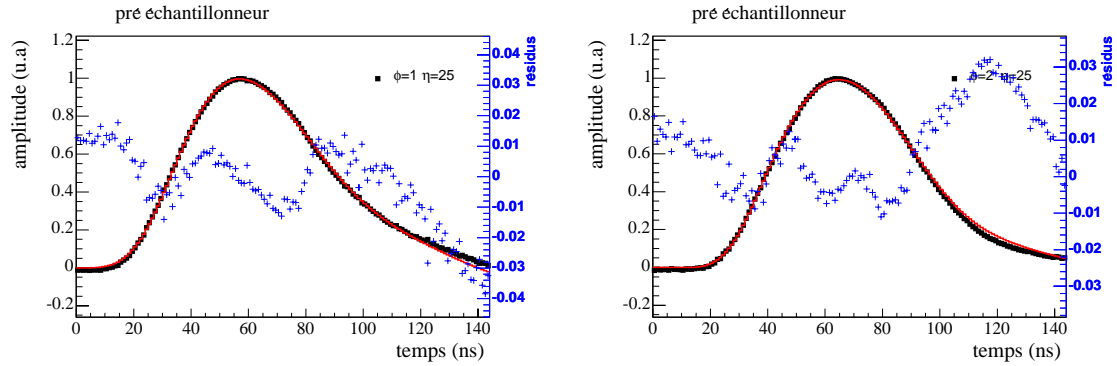 pré échantillonneur
amplitude (u.a)
1.2
1
0.8
0.6
0.4
0.2
0
-0.2
0 20 40 60 80 100 120 140
temps (ns)
ϕ=1 η=25
residus
0.04
0.03
0.02
0.01
0
-0.01
-0.02
-0.03
-0.04
pré échantillonneur
amplitude (u.a)
1.2
1
0.8
0.6
0.4
0.2
0
-0.2
0 20 40 60 80 100 120 140
temps (ns)
ϕ=2 η=25
residus
0.03
0.02
0.01
0
-0.01
-0.02
-0.03